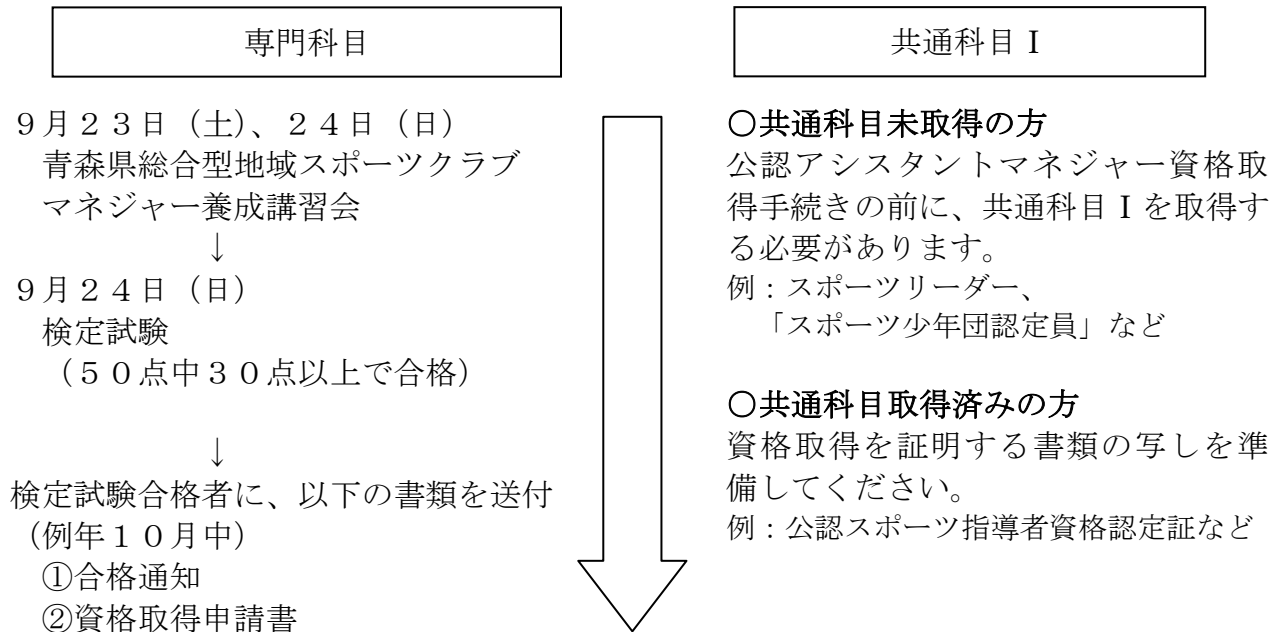 専門科目
９月２３日（土）、２４日（日）
青森県総合型地域スポーツクラブ
マネジャー養成講習会
↓
９月２４日（日）
検定試験
（５０点中３０点以上で合格）
↓
検定試験合格者に、以下の書類を送付
（例年１０月中）
①合格通知
②資格取得申請書
共通科目Ⅰ
○共通科目未取得の方
公認アシスタントマネジャー資格取
得手続きの前に、共通科目Ⅰを取得す
る必要があります。
例：スポーツリーダー、
「スポーツ少年団認定員」など
○共通科目取得済みの方
資格取得を証明する書類の写しを準
備してください。
例：公認スポーツ指導者資格認定証など